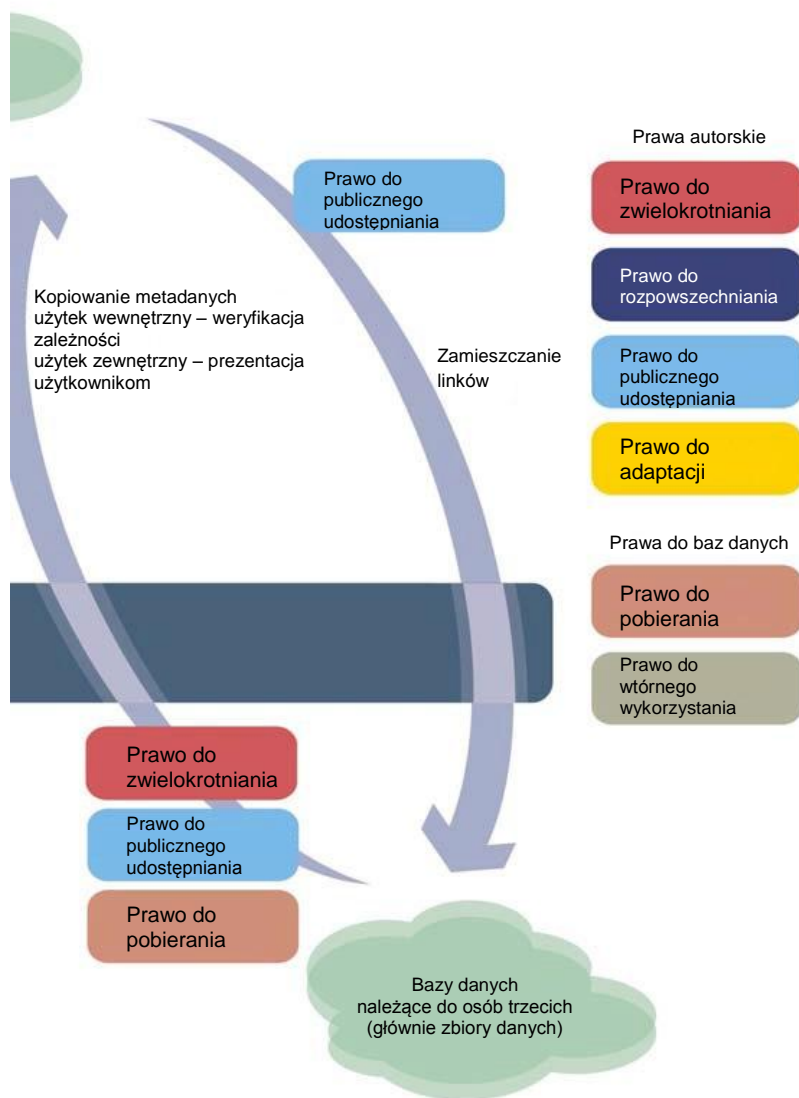 Prawa autorskie
Prawo do
publicznego
udostępniania
Prawo do
zwielokrotniania
Prawo do
rozpowszechniania
Kopiowanie metadanych
użytek wewnętrzny – weryfikacja
zależności
użytek zewnętrzny – prezentacja
użytkownikom
Zamieszczanie
linków
Prawo do
publicznego
udostępniania
Prawo do
adaptacji
Prawa do baz danych
Prawo do
pobierania
Prawo do
wtórnego
wykorzystania
Prawo do
zwielokrotniania
Prawo do
publicznego
udostępniania
Prawo do
pobierania
Bazy danych
należące do osób trzecich
(głównie zbiory danych)